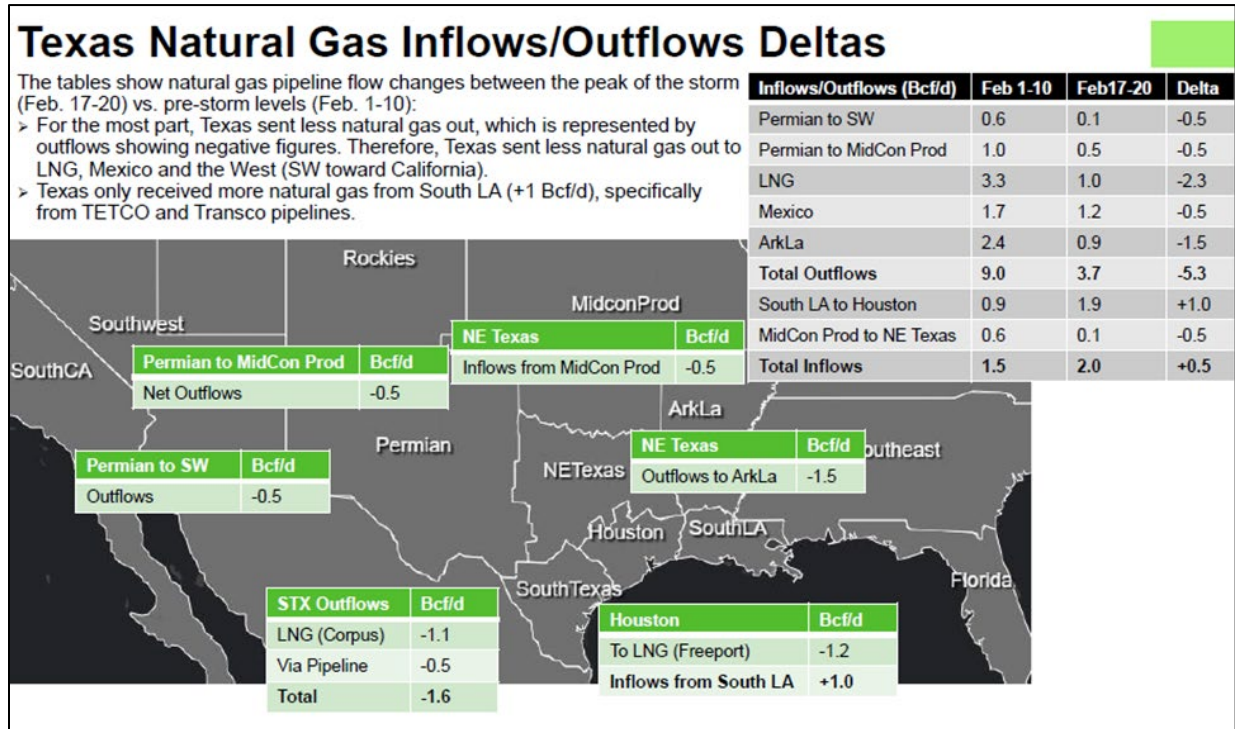 Texas Natural Gas Inflows/Outflows Deltas
The tables show natural gas pipeline flow changes between the peak of the storm
(Feb. 17-20) vs. pre-storm levels (Feb. 1-10):
➢ For the most part, Texas sent less natural gas out, which is represented by
outflows showing negative figures. Therefore, Texas sent less natural gas out to
LNG, Mexico and the West (SW toward California).
➢ Texas only received more natural gas from South LA (+1 Bcf/d), specifically
from TETCO and Transco pipelines.
Inflows/Outflows (Bcf/d) Feb 1-10 Feb17-20 Delta
Permian to SW 0.6 0.1 -0.5
Permian to MidCon Prod 1.0 0.5 -0.5
LNG 3.3 1.0 -2.3
Mexico 1.7 1.2 -0.5
ArkLa 2.4 0.9 -1.5
Total Outflows 9.0 3.7 -5.3
South LA to Houston 0.9 1.9 +1.0
MidCon Prod to NE Texas 0.6 0.1 -0.5
Total Inflows 1.5 2.0 +0.5
Rockies
MidconProd
Southwest
SouthCA
Permian to MidCon Prod Bcf/d
Net Outflows -0.5
NE Texas Bcf/d
Inflows from MidCon Prod -0.5
ArkLa
Permian
NETexas
outheast
NE Texas Bcf/d
Outflows to ArkLa -1.5
Permian to SW Bcf/d
Outflows -0.5
Houston
SouthLA
SouthTexas
Florida
STX Outflows Bcf/d
LNG (Corpus) -1.1
Via Pipeline -0.5
Total -1.6
Houston Bcf/d
To LNG (Freeport) -1.2
Inflows from South LA +1.0